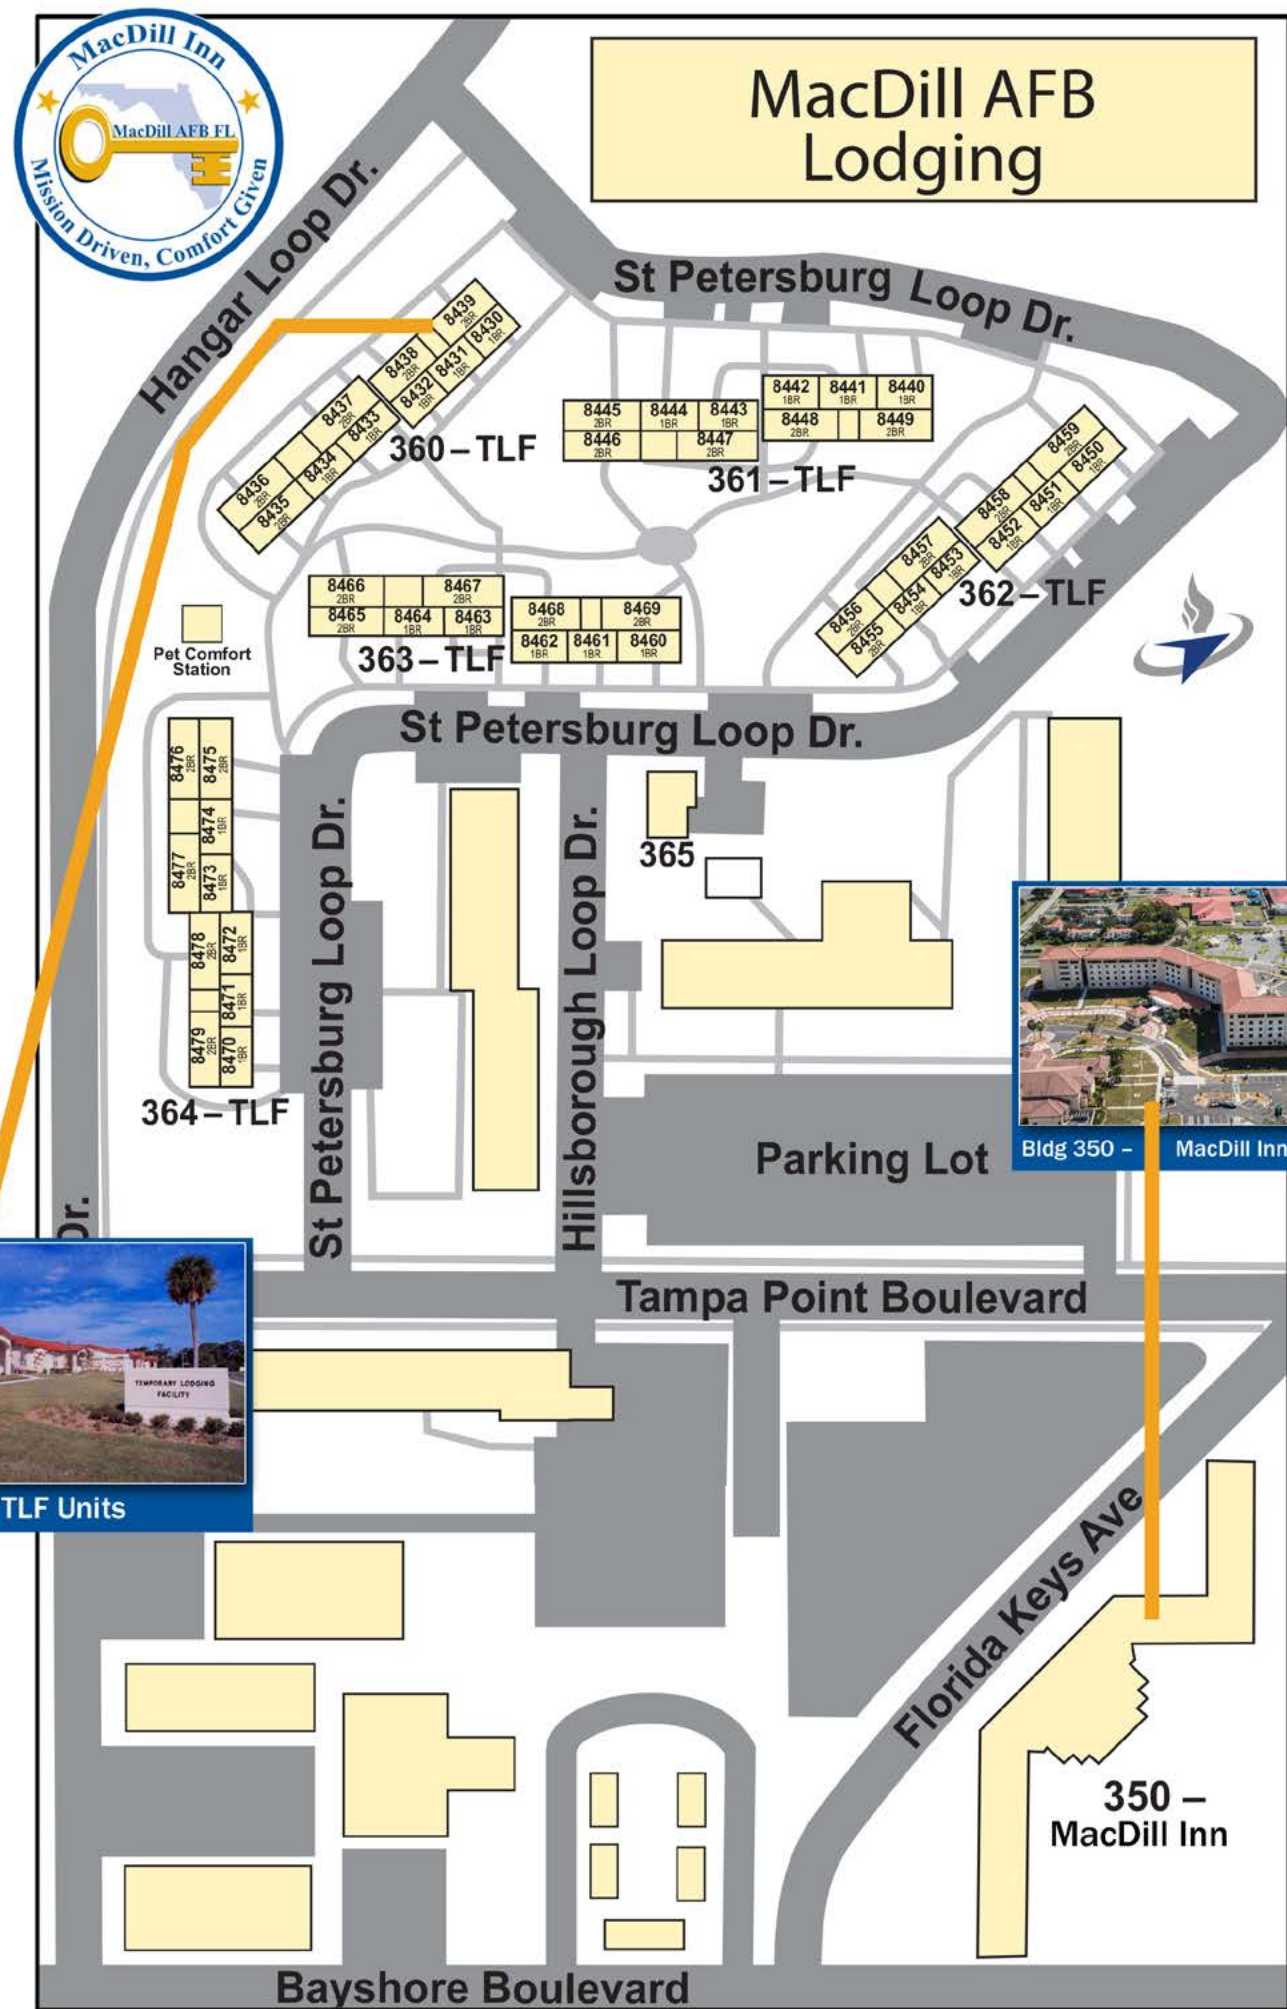 MacDill Inn
MacDill AFB FL
Mission Driven, Comfort Given
MacDill AFB
Lodging
Hangar Loop Dr.
St Petersburg Loop Dr.
8439
2BR
8430
1BR
8438
2BR
8431
1BR
8432
1BR
8437
2BR
8433
1BR
8434
1BR
8436
2BR
8435
2BR
360 – TLF
8442
1BR
8441
1BR
8440
1BR
8448
2BR
8449
2BR
8445
2BR
8444
1BR
8443
1BR
8446
2BR
8447
2BR
361 – TLF
8459
2BR
8450
1BR
8458
2BR
8451
1BR
8452
1BR
8457
2BR
8453
1BR
8454
1BR
8456
2BR
8455
2BR
362 – TLF
8466
2BR
8467
2BR
8465
2BR
8464
1BR
8463
1BR
8468
2BR
8469
2BR
8462
1BR
8461
1BR
8460
1BR
363 – TLF
Pet Comfort
Station
St Petersburg Loop Dr.
8476
2BR
8475
2BR
8474
1BR
8477
2BR
8473
1BR
8478
2BR
8472
1BR
8471
1BR
8479
2BR
8470
1BR
364 – TLF
St Petersburg Loop Dr.
Hillsborough Loop Dr.
365
Parking Lot
Bldg 350 – MacDill Inn
Dr.
Tampa Point Boulevard
TEMPORARY LODGING
FACILITY
TLF Units
Florida Keys Ave
350 –
MacDill Inn
Bayshore Boulevard